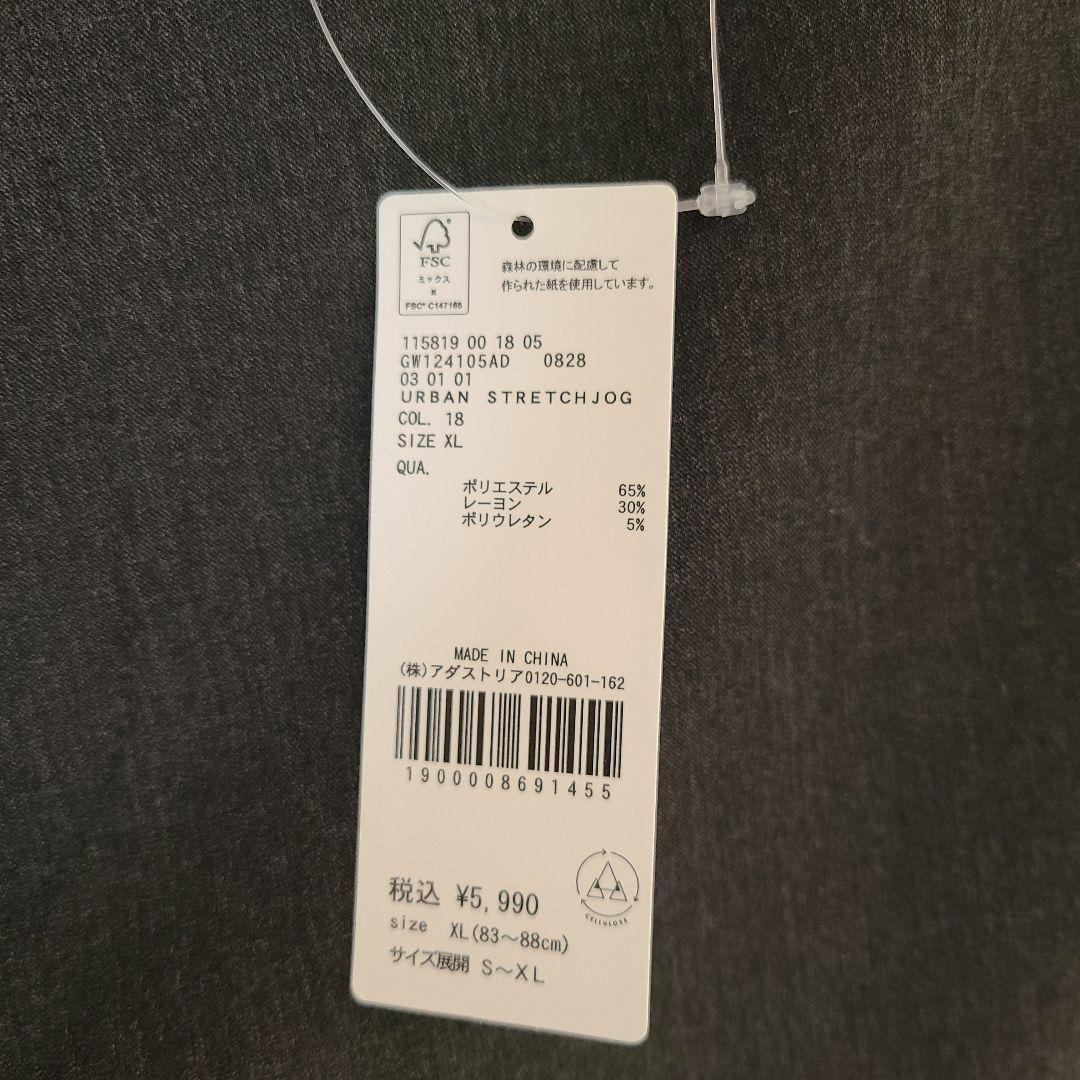 FSC
ミックス
紙
FSC® C147165
森林の環境に配慮して
作られた紙を使用しています。
115819 00 18 05
GW124105AD 0828
03 01 01
URBAN STRETCHJOG
COL. 18
SIZE XL
QUA.
ポリエステル 65%
レーヨン 30%
ポリウレタン 5%
MADE IN CHINA
(株)アダストリア0120-601-162
1900008691455
CELLULOSE
税込 ¥5,990
size XL(83～88cm)
サイズ展開 S～XL